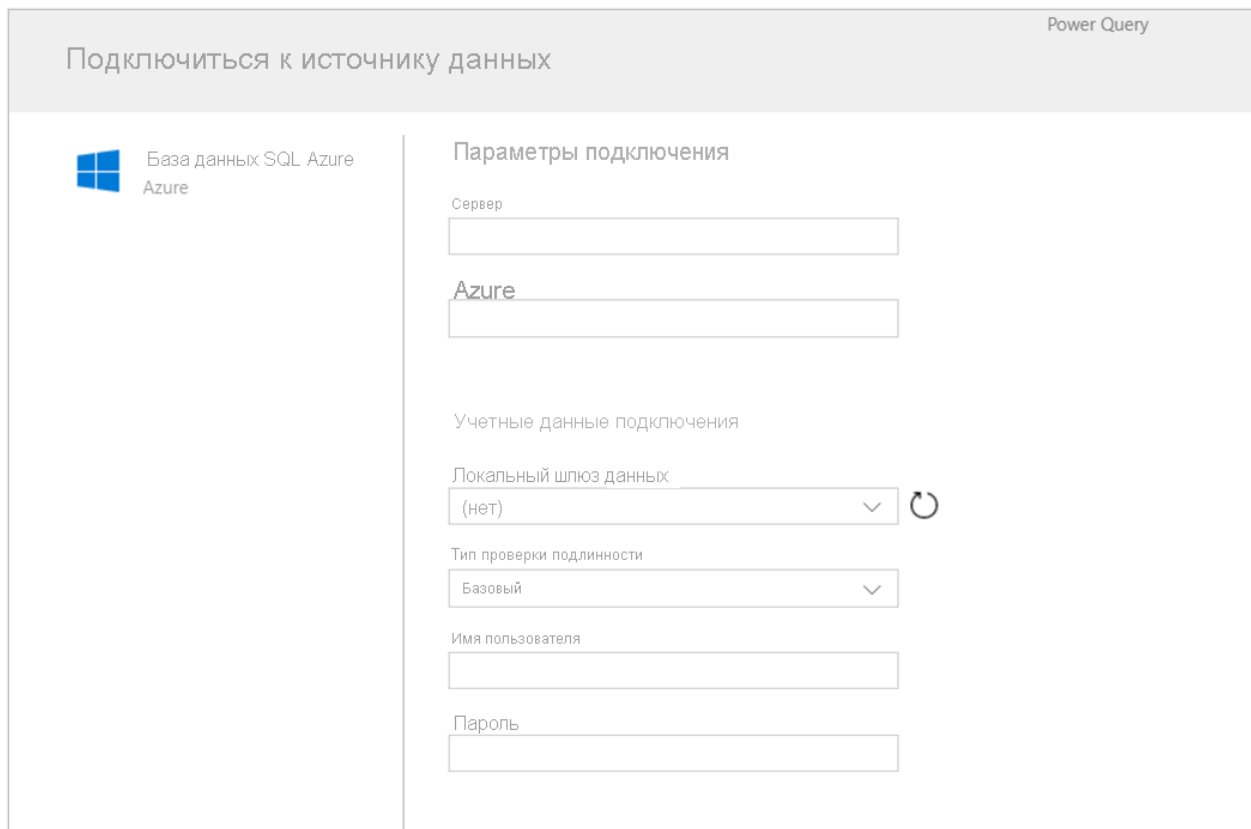 Power Query
Подключиться к источнику данных
База данных SQL Azure
Azure
Параметры подключения
Сервер
Azure
Учетные данные подключения
Локальный шлюз данных
(нет)
Тип проверки подлинности
Базовый
Имя пользователя
Пароль